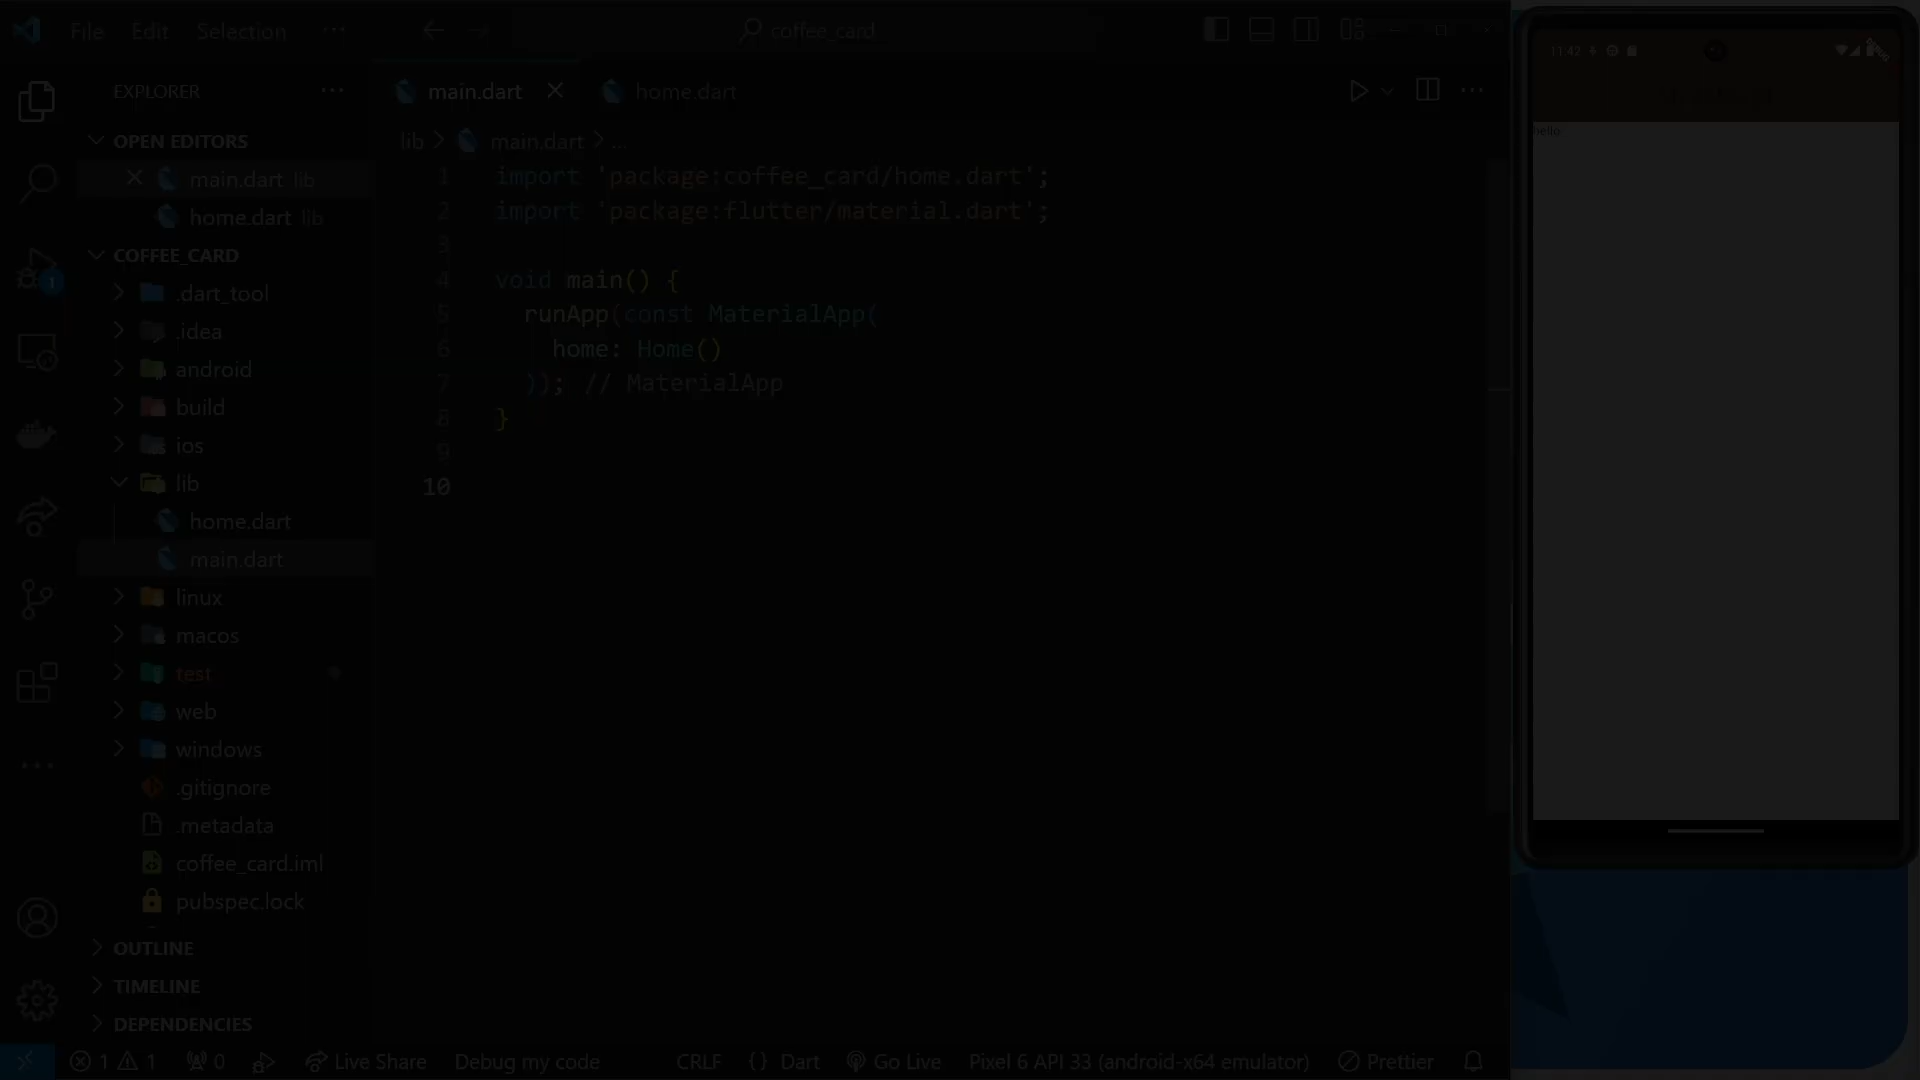 File Edit Selection ...
coffee_card
EXPLORER ...
OPEN EDITORS
main.dart lib
home.dart lib
COFFEE_CARD
.dart_tool
.idea
android
build
ios
lib
home.dart
main.dart
linux
macos
test
web
windows
.gitignore
.metadata
coffee_card.iml
pubspec.lock
OUTLINE
TIMELINE
DEPENDENCIES
main.dart
home.dart
lib > main.dart > ...
1 import 'package:coffee_card/home.dart';
2 import 'package:flutter/material.dart';
3
4 void main() {
5 runApp(const MaterialApp(
6 home: Home()
7 )); // MaterialApp
8 }
9
10
1
11:42
DEBUG
hello
1 1 0 Live Share Debug my code CRLF {} Dart Go Live Pixel 6 API 33 (android-x64 emulator) Prettier